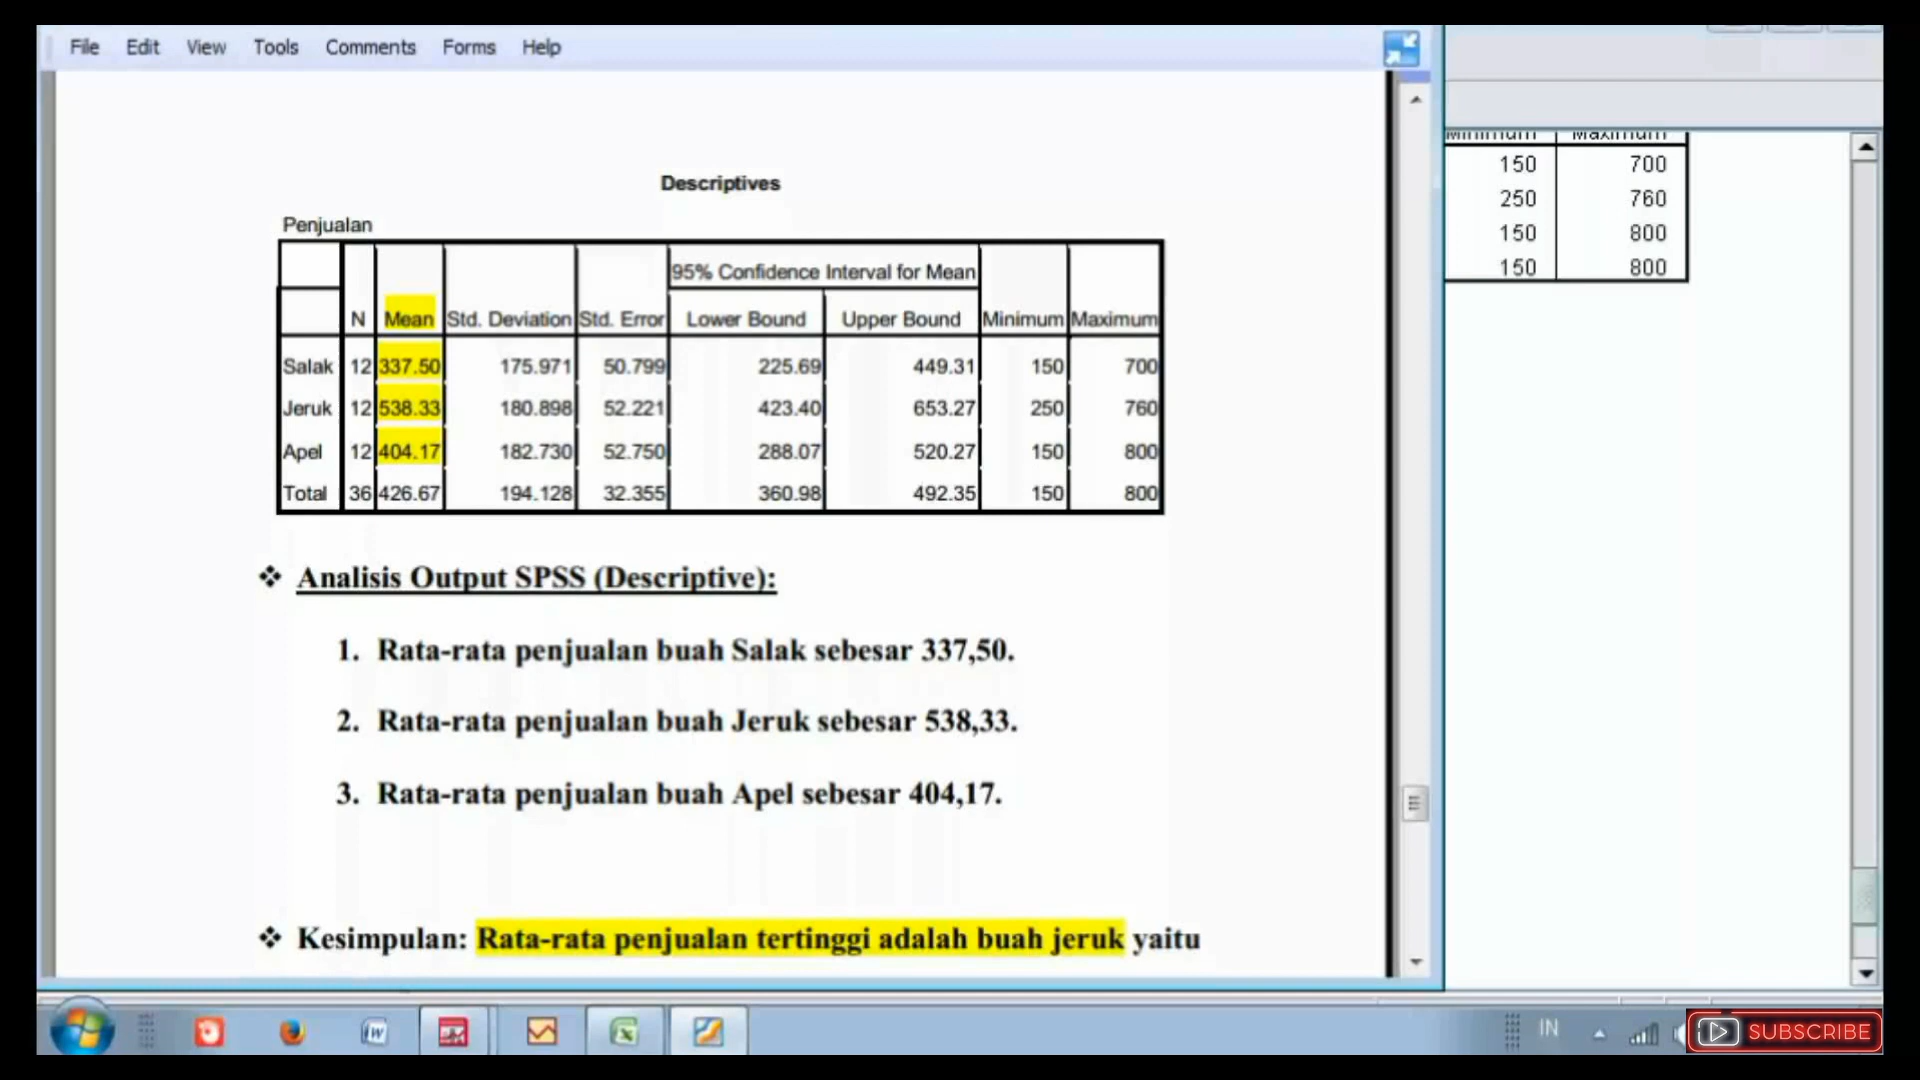 File Edit View Tools Comments Forms Help
Minimum Maximum
150 700
250 760
150 800
150 800
Descriptives
Penjualan
95% Confidence Interval for Mean
N Mean Std. Deviation Std. Error Lower Bound Upper Bound Minimum Maximum
Salak 12 337.50 175.971 50.799 225.69 449.31 150 700
Jeruk 12 538.33 180.898 52.221 423.40 653.27 250 760
Apel 12 404.17 182.730 52.750 288.07 520.27 150 800
Total 36 426.67 194.128 32.355 360.98 492.35 150 800
❖ Analisis Output SPSS (Descriptive):
1. Rata-rata penjualan buah Salak sebesar 337,50.
2. Rata-rata penjualan buah Jeruk sebesar 538,33.
3. Rata-rata penjualan buah Apel sebesar 404,17.
❖ Kesimpulan: Rata-rata penjualan tertinggi adalah buah jeruk yaitu
IN
SUBSCRIBE